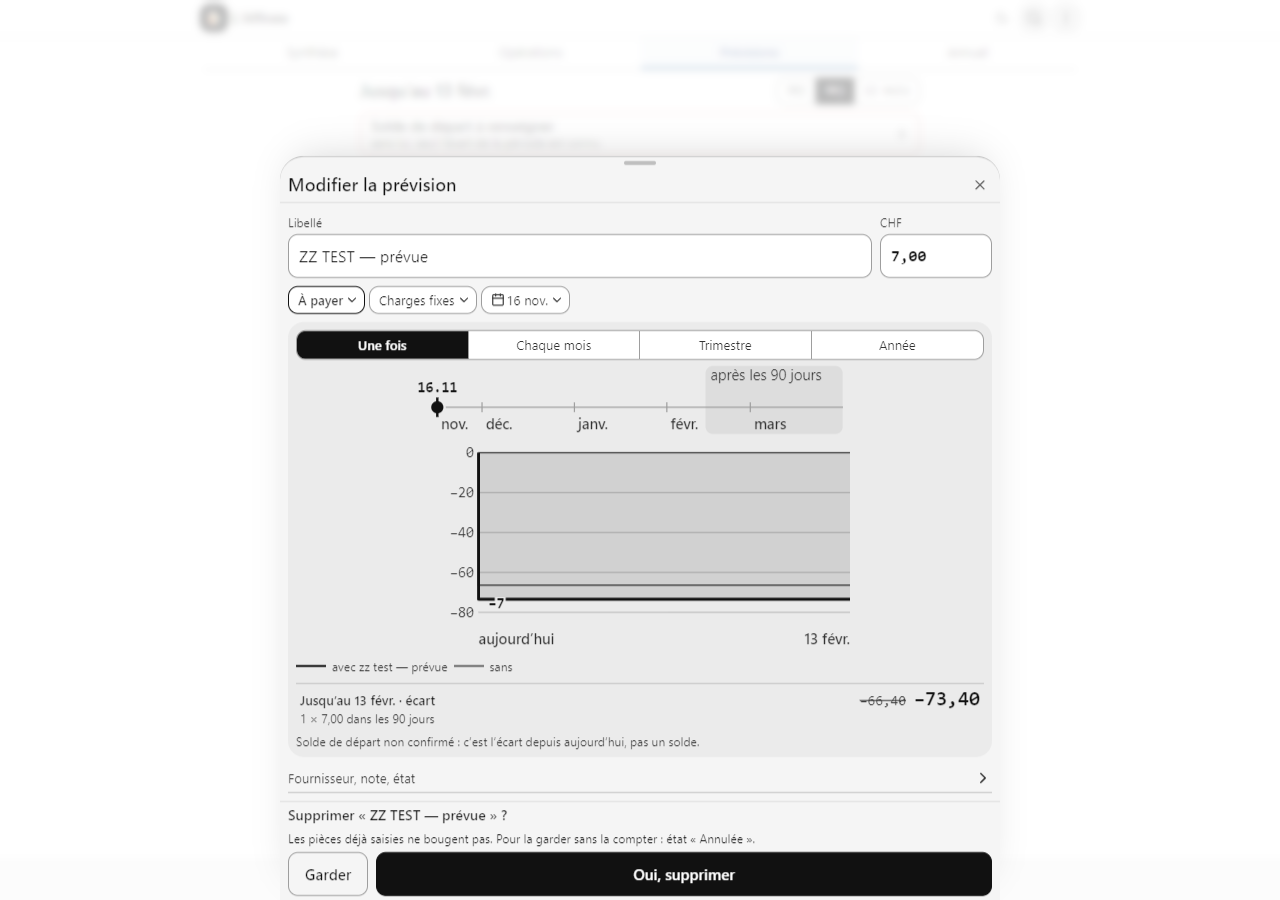 Modifier la prévision
Libellé
CHF
ZZ TEST — prévue
7,00
À payer
Charges fixes
16 nov.
Une fois
Chaque mois
Trimestre
Année
après les 90 jours
16.11
nov.
déc.
janv.
févr.
mars
0
−20
−40
−60
−80
−7
aujourd'hui
13 févr.
avec zz test — prévue
sans
Jusqu'au 13 févr. · écart
−66,40 −73,40
1 × 7,00 dans les 90 jours
Solde de départ non confirmé : c'est l'écart depuis aujourd'hui, pas un solde.
Fournisseur, note, état
Supprimer « ZZ TEST — prévue » ?
Les pièces déjà saisies ne bougent pas. Pour la garder sans la compter : état « Annulée ».
Garder
Oui, supprimer